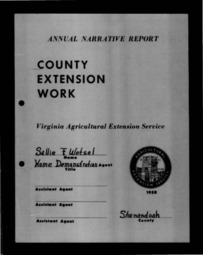 ANNUAL NARRATIVE REPORT
COUNTY
EXTENSION
WORK
Virginia Agricultural Extension Service
Sallie F. Wetsel
Name
Home Demonstration Agent
Title
Assistant Agent
Assistant Agent
Assistant Agent
1950
Shenandoah
County